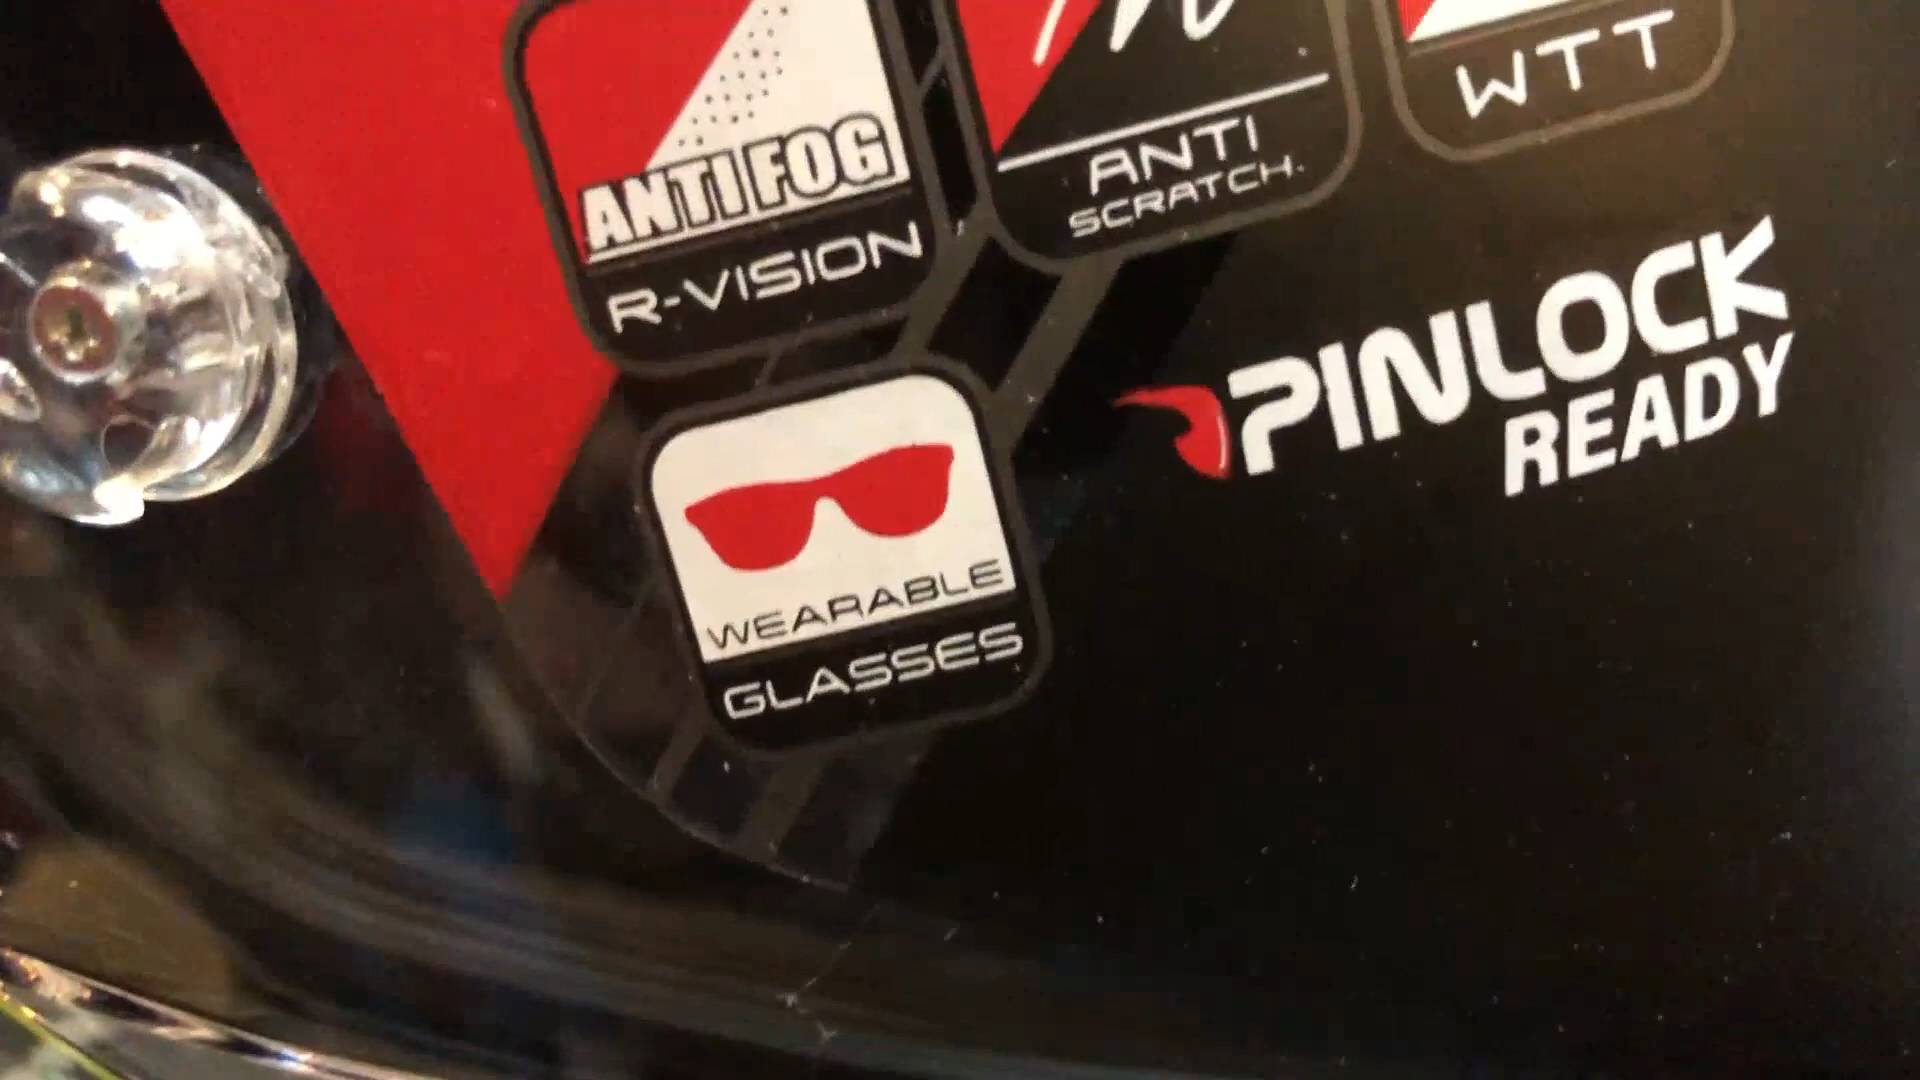 ANTI FOG
R-VISION
ANTI
SCRATCH
WTT
PINLOCK
READY
WEARABLE
GLASSES